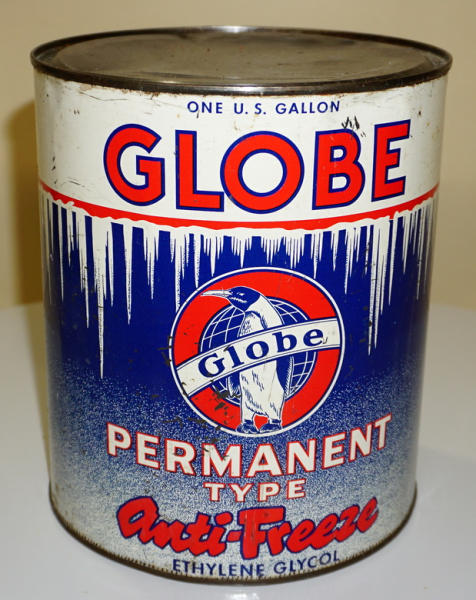 ONE U. S. GALLON
GLOBE
Globe
PERMANENT
TYPE
Anti-Freeze
ETHYLENE GLYCOL